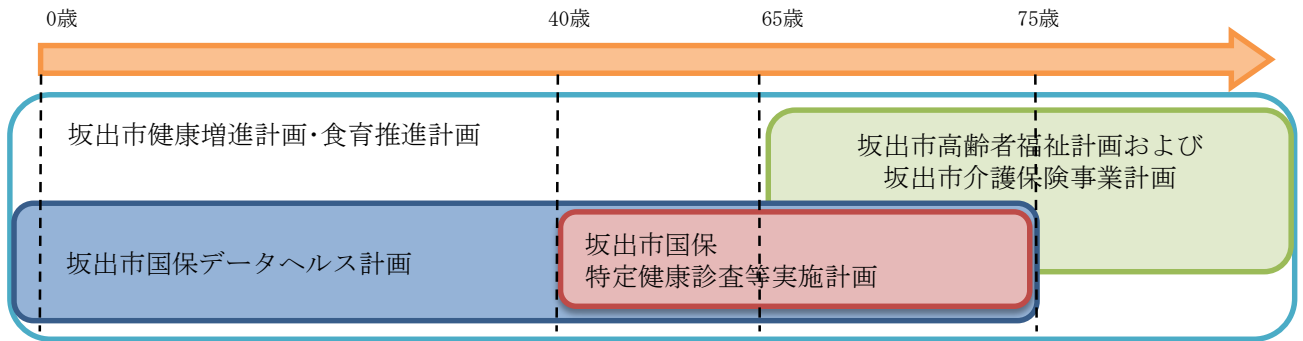 0歳
40歳
65歳
75歳
坂出市健康増進計画・食育推進計画
坂出市高齢者福祉計画および
坂出市介護保険事業計画
坂出市国保データヘルス計画
坂出市国保
特定健康診査等実施計画